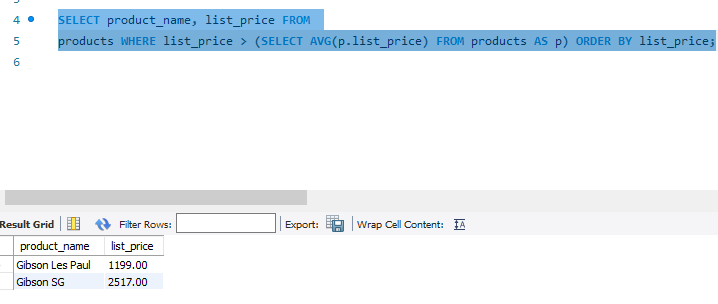 4 SELECT product_name, list_price FROM
5 products WHERE list_price > (SELECT AVG(p.list_price) FROM products AS p) ORDER BY list_price;
6
Result Grid Filter Rows: Export: Wrap Cell Content:
product_name list_price
Gibson Les Paul 1199.00
Gibson SG 2517.00